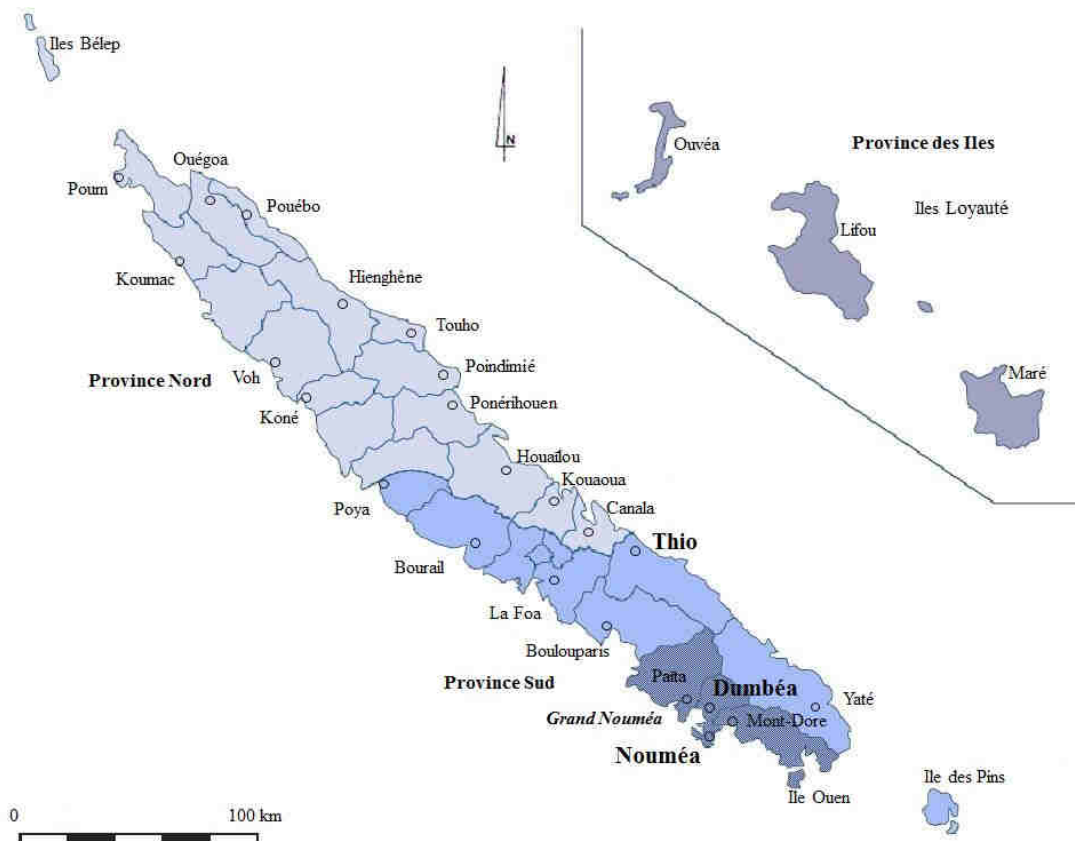 Iles Bélep
Ouégoa
Poum
Pouébo
Koumac
Hienghène
Touho
Province Nord
Voh
Poindimié
Koné
Ponérihouen
Houaïlou
Kouaoua
Poya
Canala
Thio
Bourail
La Foa
Boulouparis
Province Sud
Païta
Dumbéa
Yaté
Grand Nouméa
Mont-Dore
Nouméa
Ile Ouen
Ile des Pins
N
Province des Iles
Ouvéa
Iles Loyauté
Lifou
Maré
0 100 km